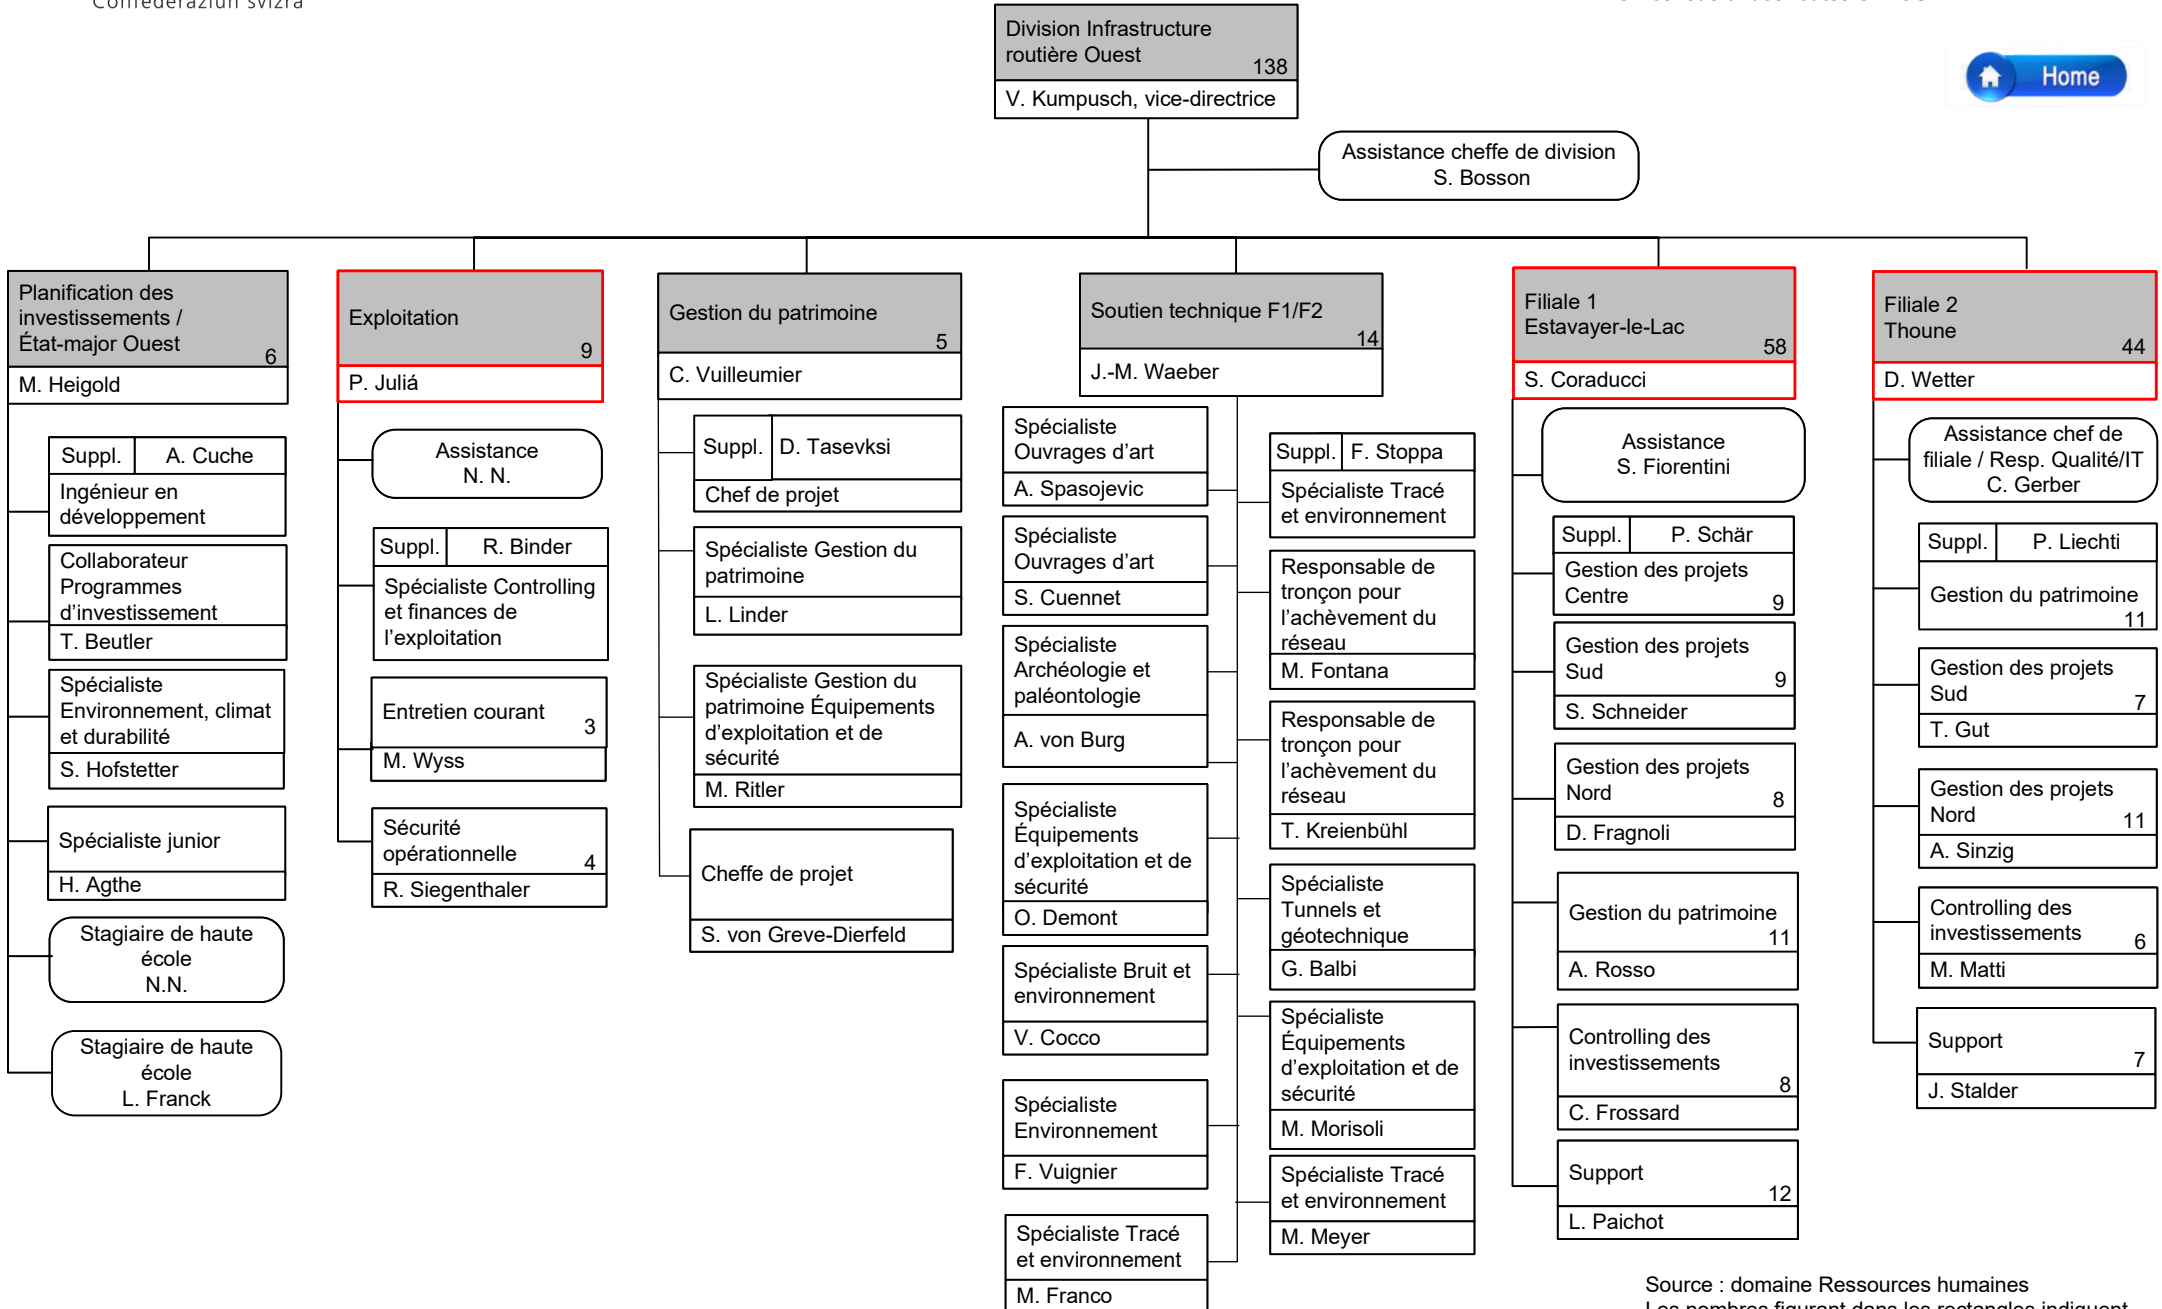 Confederaziun svizra
Home
Division Infrastructure
routière Ouest
138
V. Kumpusch, vice-directrice
Assistance cheffe de division
S. Bosson
Planification des
investissements /
État-major Ouest
6
M. Heigold
Suppl.
A. Cuche
Ingénieur en
développement
Collaborateur
Programmes
d'investissement
T. Beutler
Spécialiste
Environnement, climat
et durabilité
S. Hofstetter
Spécialiste junior
H. Agthe
Stagiaire de haute
école
N.N.
Stagiaire de haute
école
L. Franck
Exploitation
9
P. Juliá
Assistance
N. N.
Suppl.
R. Binder
Spécialiste Controlling
et finances de
l'exploitation
Entretien courant
3
M. Wyss
Sécurité
opérationnelle
4
R. Siegenthaler
Gestion du patrimoine
5
C. Vuilleumier
Suppl.
D. Tasevksi
Chef de projet
Spécialiste Gestion du
patrimoine
L. Linder
Spécialiste Gestion du
patrimoine Équipements
d'exploitation et de
sécurité
M. Ritler
Cheffe de projet
S. von Greve-Dierfeld
Soutien technique F1/F2
14
J.-M. Waeber
Spécialiste
Ouvrages d'art
A. Spasojevic
Spécialiste
Ouvrages d'art
S. Cuennet
Spécialiste
Archéologie et
paléontologie
A. von Burg
Spécialiste
Équipements
d'exploitation et de
sécurité
O. Demont
Spécialiste Bruit et
environnement
V. Cocco
Spécialiste
Environnement
F. Vuignier
Spécialiste Tracé
et environnement
M. Franco
Suppl.
F. Stoppa
Spécialiste Tracé
et environnement
Responsable de
tronçon pour
l'achèvement du
réseau
M. Fontana
Responsable de
tronçon pour
l'achèvement du
réseau
T. Kreienbühl
Spécialiste
Tunnels et
géotechnique
G. Balbi
Spécialiste
Équipements
d'exploitation et de
sécurité
M. Morisoli
Spécialiste Tracé
et environnement
M. Meyer
Filiale 1
Estavayer-le-Lac
58
S. Coraducci
Assistance
S. Fiorentini
Suppl.
P. Schär
Gestion des projets
Centre
9
Gestion des projets
Sud
9
S. Schneider
Gestion des projets
Nord
8
D. Fragnoli
Gestion du patrimoine
11
A. Rosso
Controlling des
investissements
8
C. Frossard
Support
12
L. Paichot
Filiale 2
Thoune
44
D. Wetter
Assistance chef de
filiale / Resp. Qualité/IT
C. Gerber
Suppl.
P. Liechti
Gestion du patrimoine
11
Gestion des projets
Sud
7
T. Gut
Gestion des projets
Nord
11
A. Sinzig
Controlling des
investissements
6
M. Matti
Support
7
J. Stalder
Source : domaine Ressources humaines
Les nombres figurant dans les rectangles indiquent